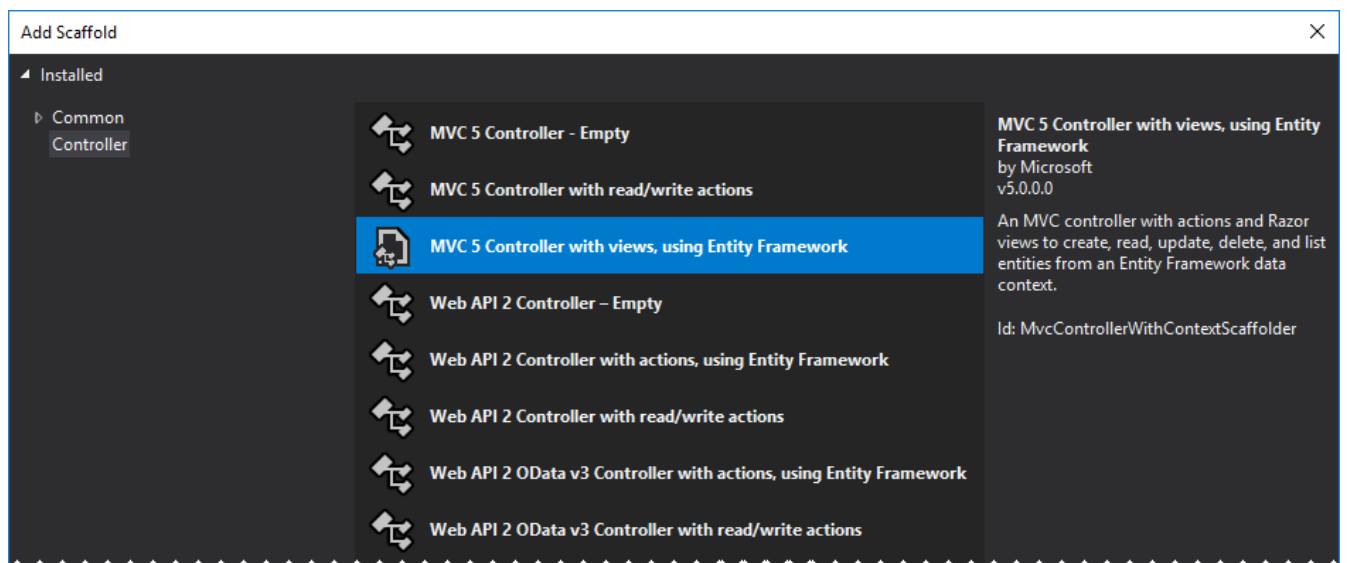 Add Scaffold
Installed
Common
Controller
MVC 5 Controller - Empty
MVC 5 Controller with read/write actions
MVC 5 Controller with views, using Entity Framework
Web API 2 Controller – Empty
Web API 2 Controller with actions, using Entity Framework
Web API 2 Controller with read/write actions
Web API 2 OData v3 Controller with actions, using Entity Framework
Web API 2 OData v3 Controller with read/write actions
MVC 5 Controller with views, using Entity
Framework
by Microsoft
v5.0.0.0
An MVC controller with actions and Razor
views to create, read, update, delete, and list
entities from an Entity Framework data
context.
Id: MvcControllerWithContextScaffolder